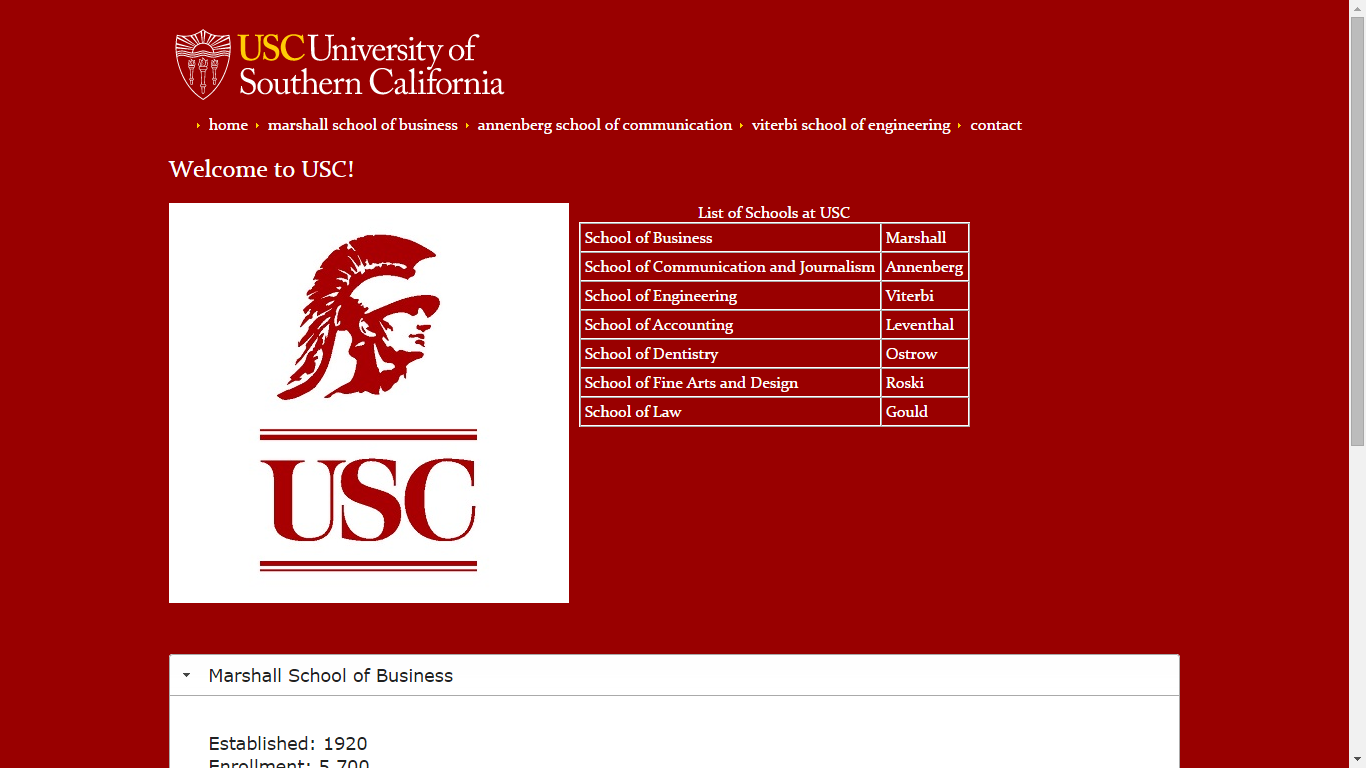 USC University of
Southern California
home marshall school of business annenberg school of communication viterbi school of engineering contact
Welcome to USC!
List of Schools at USC
School of Business Marshall
School of Communication and Journalism Annenberg
School of Engineering Viterbi
School of Accounting Leventhal
School of Dentistry Ostrow
School of Fine Arts and Design Roski
School of Law Gould
USC
Marshall School of Business
Established: 1920
Enrollment: 5,700